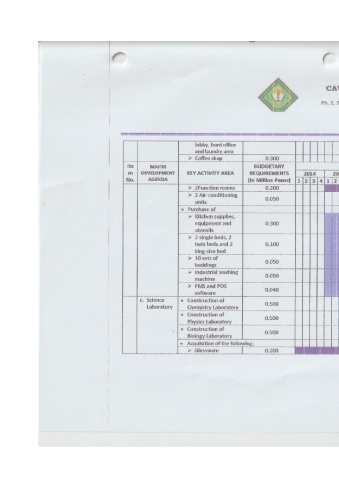 CAV
Ph. 2, B
lobby, front office
and laundry area
➢ Coffee shop 0.300
Ite
m
No.
MAJOR
DEVELOPMENT
AGENDA
KEY ACTIVITY AREA
BUDGETARY
REQUIREMENTS
(In Million Pesos)
2014 20
1 2 3 4 1 2
➢ 2 Function rooms 0.200
➢ 2 Air-conditioning
units 0.050
• Purchase of
➢ Kitchen supplies,
equipment and
utensils 0.300
➢ 2 single beds, 2
twin beds and 2
king-size bed 0.100
➢ 10 sets of
beddings 0.050
➢ Industrial washing
machine 0.050
➢ PMS and POS
software 0.040
c. Science
Laboratory
• Construction of
Chemistry Laboratory 0.500
• Construction of
Physics Laboratory 0.500
• Construction of
Biology Laboratory 0.500
• Acquisition of the following:
➢ Glassware 0.200